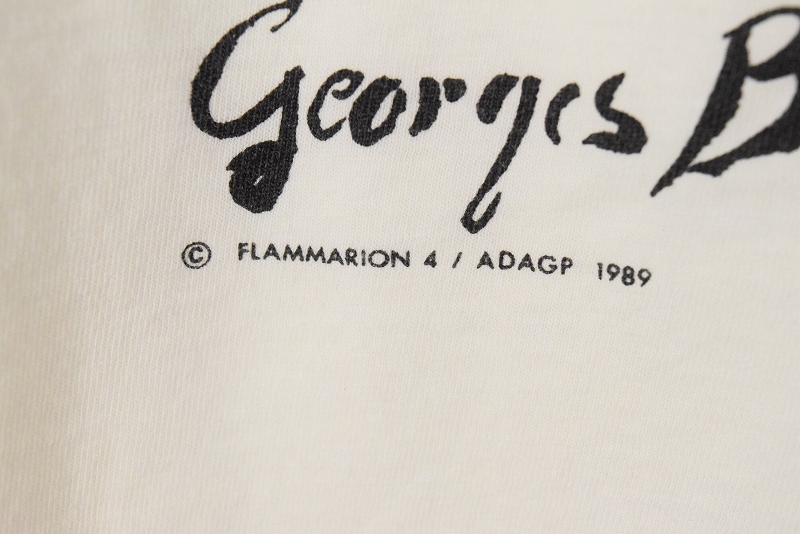 Georges B
© FLAMMARION 4 / ADAGP 1989